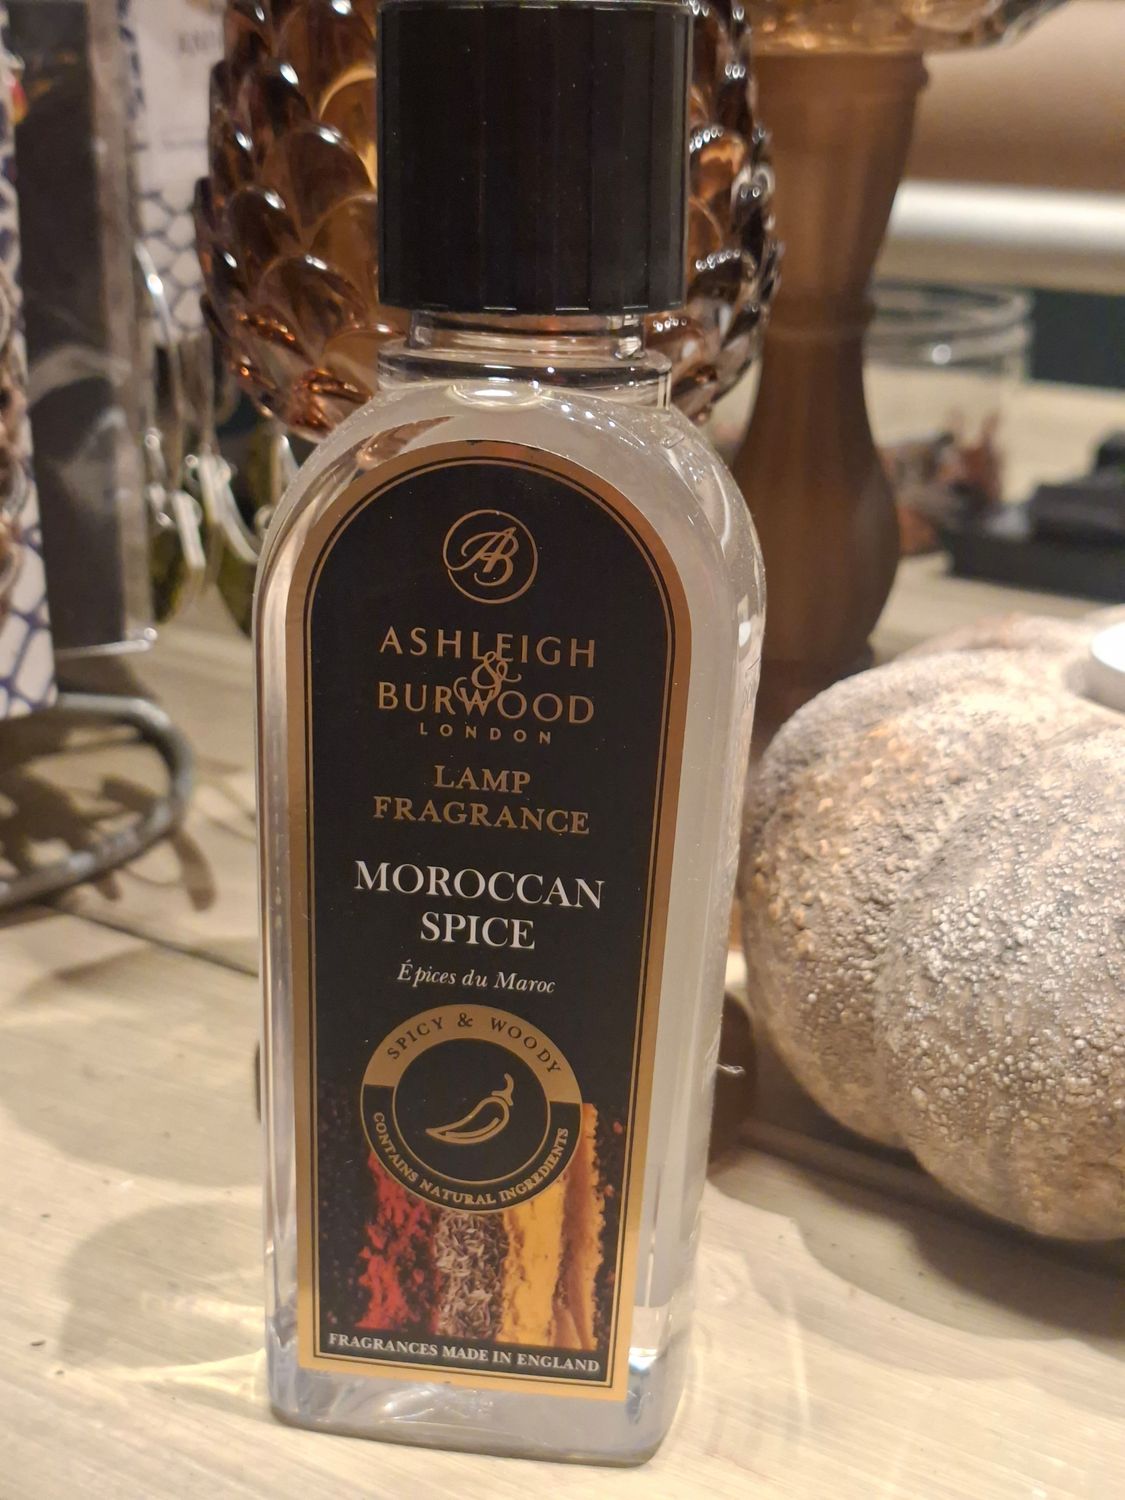 AB
ASHLEIGH
&
BURWOOD
LONDON
LAMP
FRAGRANCE
MOROCCAN
SPICE
Épices du Maroc
SPICY & WOODY
CONTAINS NATURAL INGREDIENTS
FRAGRANCES MADE IN ENGLAND